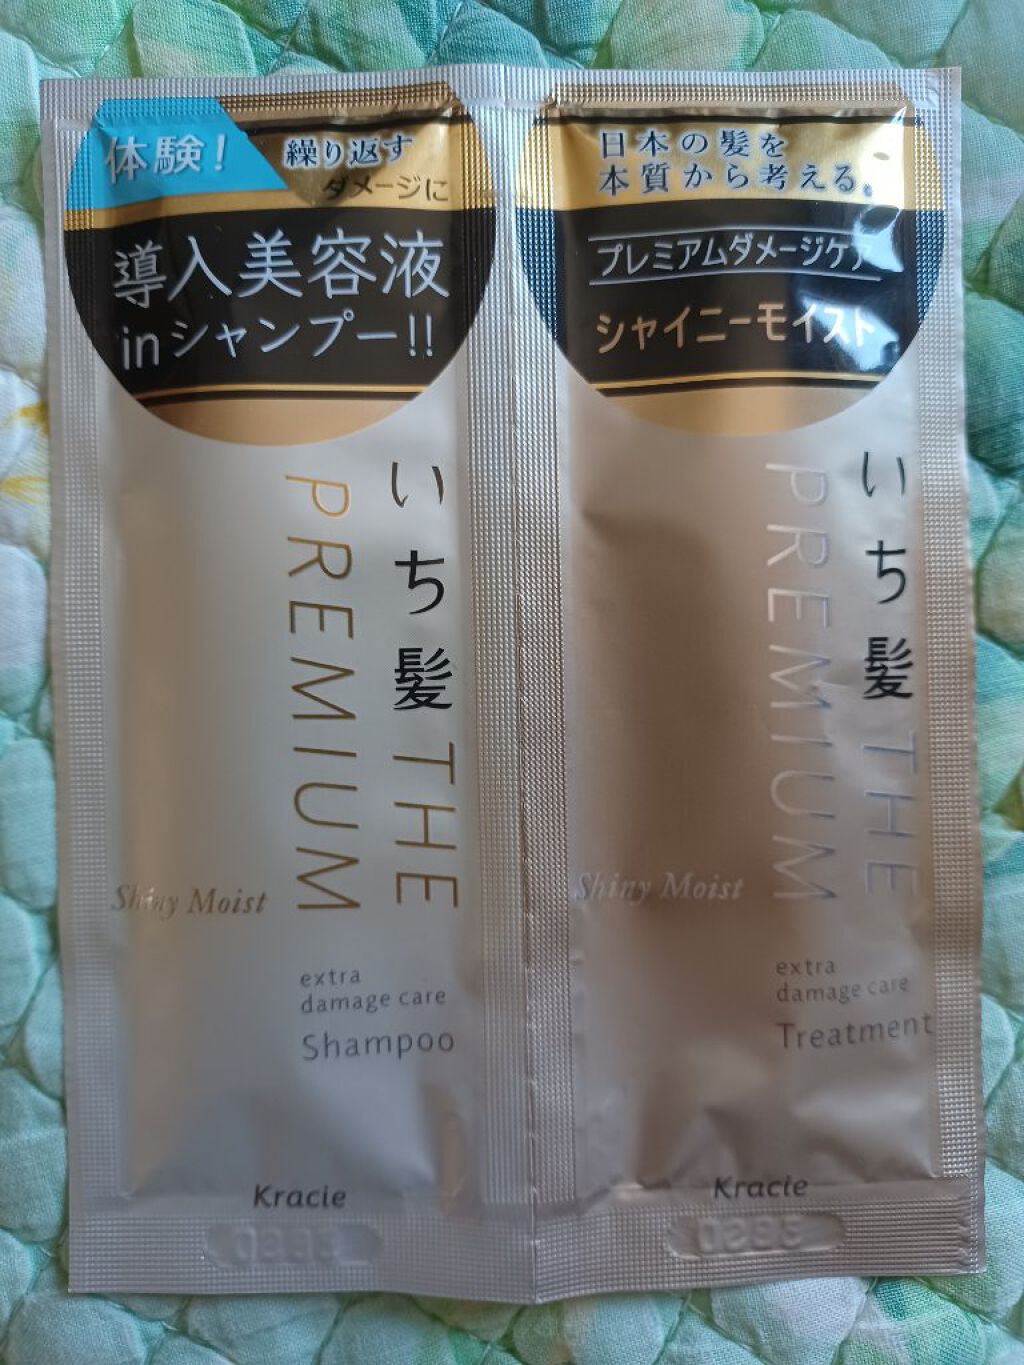 体験!
繰り返す
ダメージに
導入美容液
inシャンプー!!
いち髪 THE
PREMIUM
Shiny Moist
extra
damage care
Shampoo
Kracie
日本の髪を
本質から考える。
プレミアムダメージケア
シャイニーモイスト
いち髪 THE
PREMIUM
Shiny Moist
extra
damage care
Treatment
Kracie